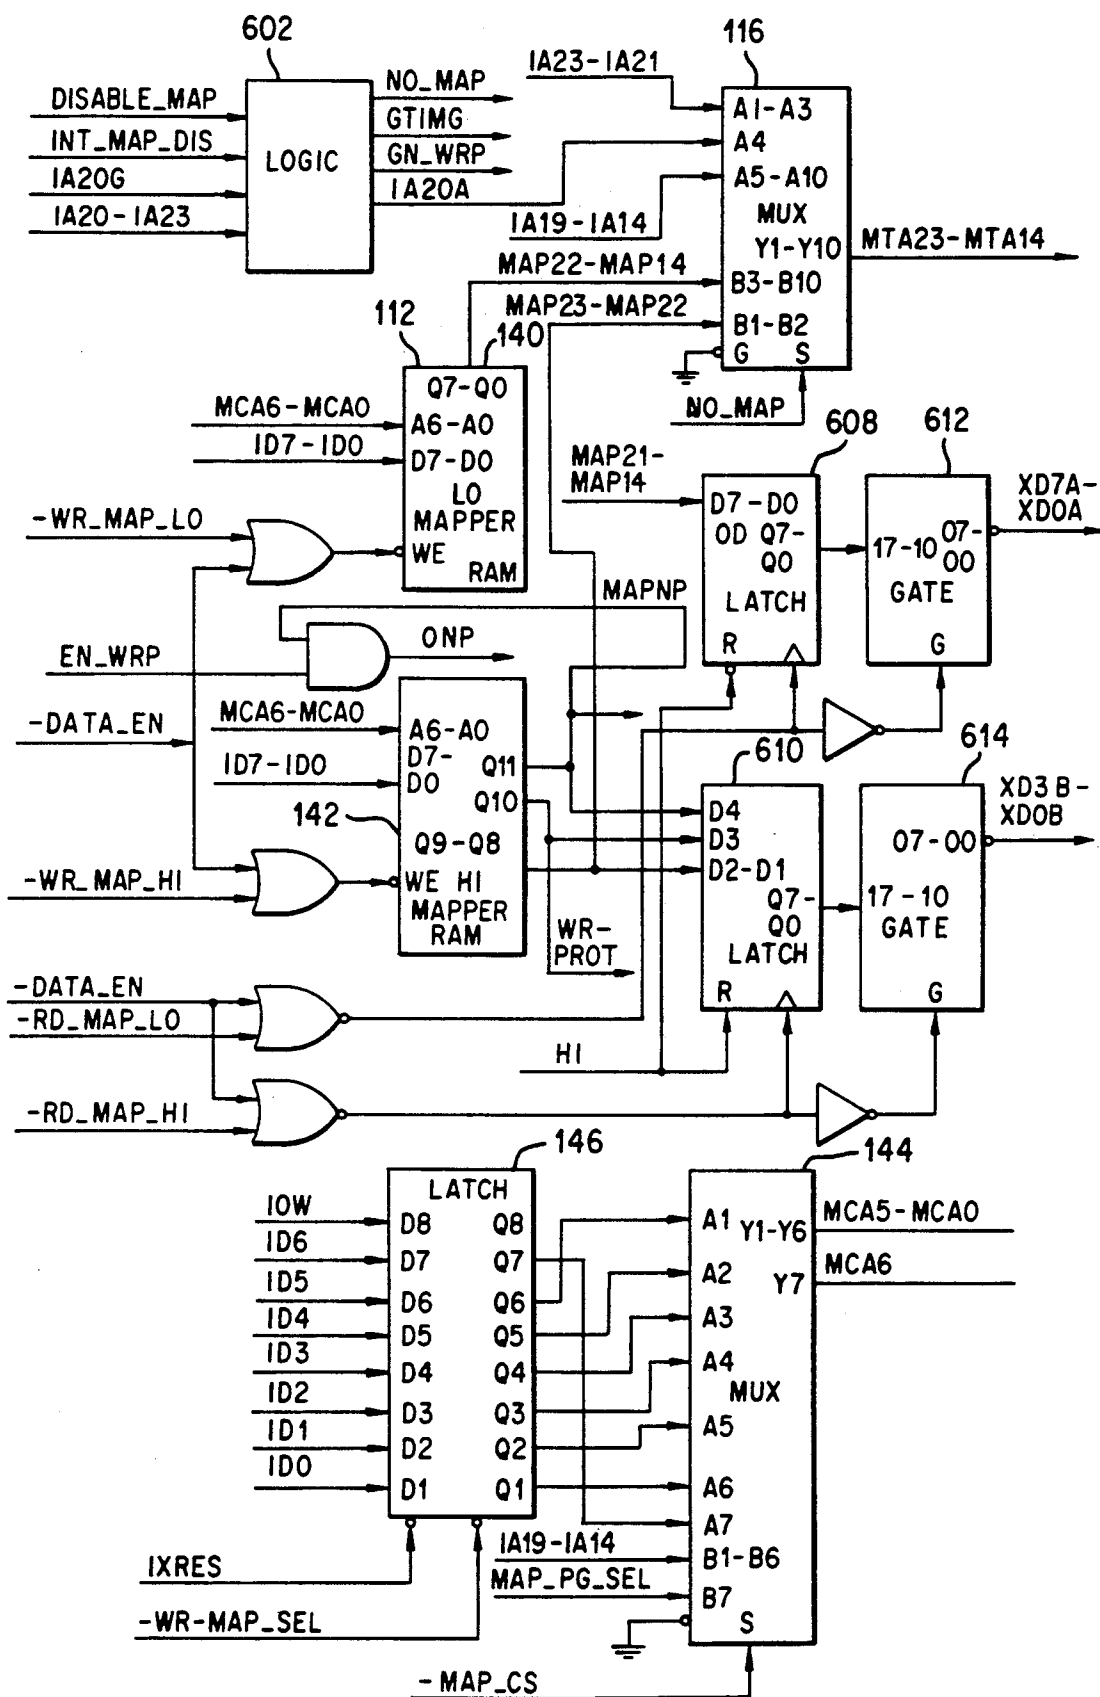 602
116
IA23-IA21
DISABLE_MAP
NO_MAP
A1-A3
INT_MAP_DIS
LOGIC
GTIMG
A4
GN_WRP
IA20G
IA20A
A5-A10
IA20-IA23
IA19-IA14
MUX
Y1-Y10
MTA23-MTA14
MAP22-MAP14
B3-B10
MAP23-MAP22
B1-B2
112
140
G
S
Q7-Q0
NO_MAP
MCA6-MCA0
A6-A0
608
612
ID7-ID0
D7-D0
MAP21-
MAP14
LO
MAPPER
XD7A-
XD0A
-WR_MAP_LO
D7-D0
OD
Q7-
Q0
17-10
O7-
OO
WE
RAM
LATCH
GATE
MAPNP
R
G
ONP
EN_WRP
MCA6-MCA0
A6-A0
-DATA_EN
610
614
ID7-ID0
D7-
D0
Q11
XD3B-
XD0B
Q10
D4
142
D3
O7-OO
Q9-Q8
D2-D1
-WR_MAP_HI
WE HI
MAPPER
RAM
Q7-
Q0
17-10
GATE
WR-
PROT
LATCH
-DATA_EN
R
G
-RD_MAP_LO
HI
-RD_MAP_HI
146
144
LATCH
IOW
D8
Q8
A1
Y1-Y6
MCA5-MCA0
ID6
D7
Q7
A2
Y7
MCA6
ID5
D6
Q6
A3
ID4
D5
Q5
ID3
D4
Q4
A4
MUX
ID2
D3
Q3
A5
ID1
D2
Q2
ID0
D1
Q1
A6
A7
IA19-IA14
B1-B6
IXRES
MAP_PG_SEL
B7
-WR-MAP_SEL
S
-MAP_CS